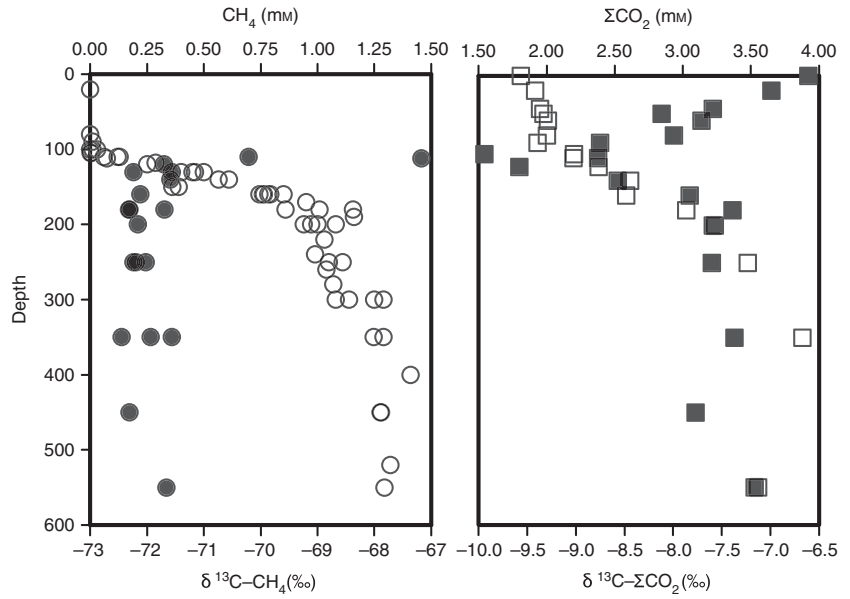 CH4 (mM)
ΣCO2 (mM)
0.00 0.25 0.50 0.75 1.00 1.25 1.50
1.50 2.00 2.50 3.00 3.50 4.00
0
100
200
300
400
500
600
Depth
–73 –72 –71 –70 –69 –68 –67
–10.0 –9.5 –9.0 –8.5 –8.0 –7.5 –7.0 –6.5
δ 13C–CH4(‰)
δ 13C–ΣCO2(‰)